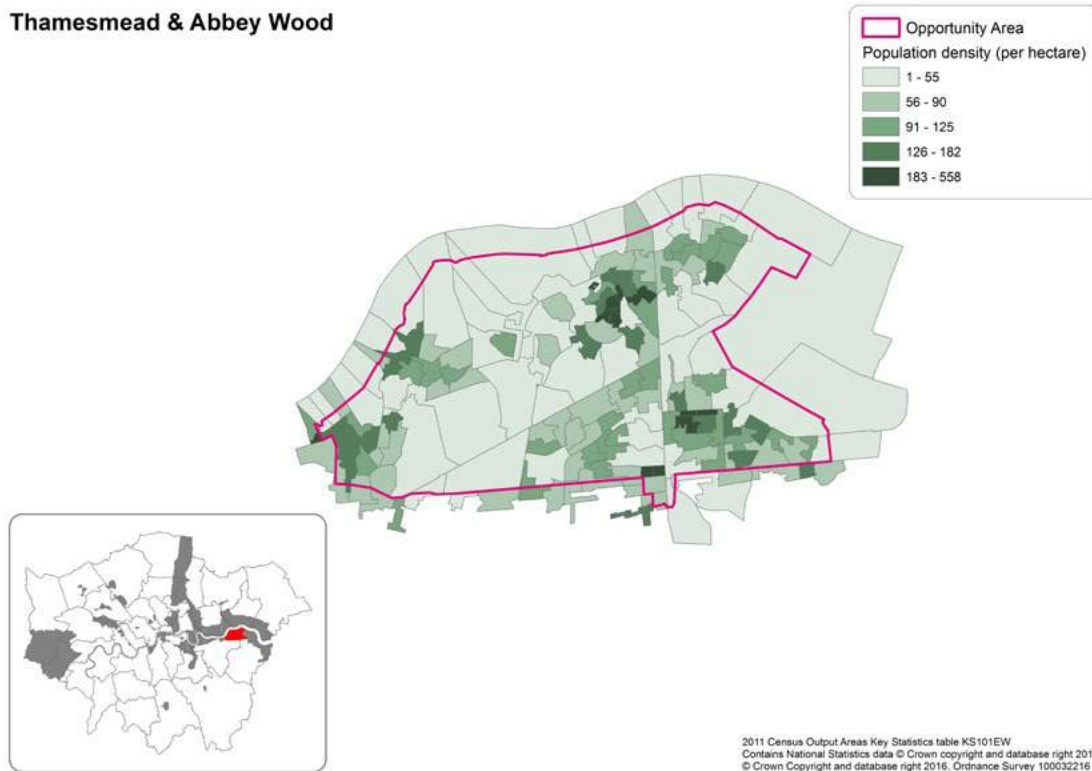 Thamesmead & Abbey Wood
Opportunity Area
Population density (per hectare)
1 - 55
56 - 90
91 - 125
126 - 182
183 - 558
2011 Census Output Areas Key Statistics table KS101EW
Contains National Statistics data © Crown copyright and database right 201
© Crown Copyright and database right 2016. Ordnance Survey 100032216